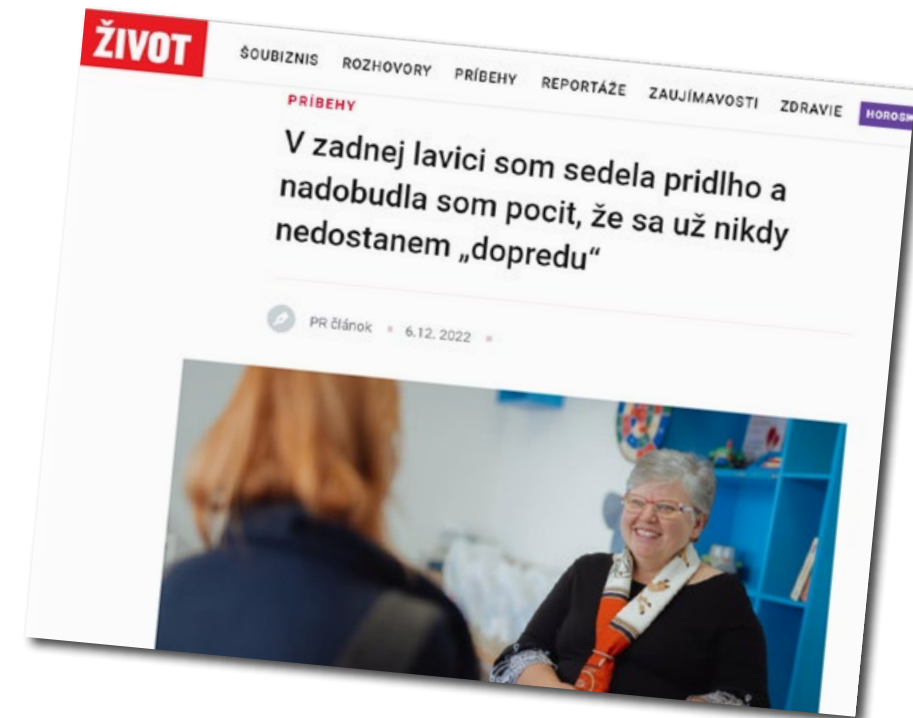 ŽIVOT
ŠOUBIZNIS ROZHOVORY PRÍBEHY REPORTÁŽE ZAUJÍMAVOSTI ZDRAVIE
PRÍBEHY
V zadnej lavici som sedela pridlho a
nadobudla som pocit, že sa už nikdy
nedostanem „dopredu“
PR článok 6.12. 2022